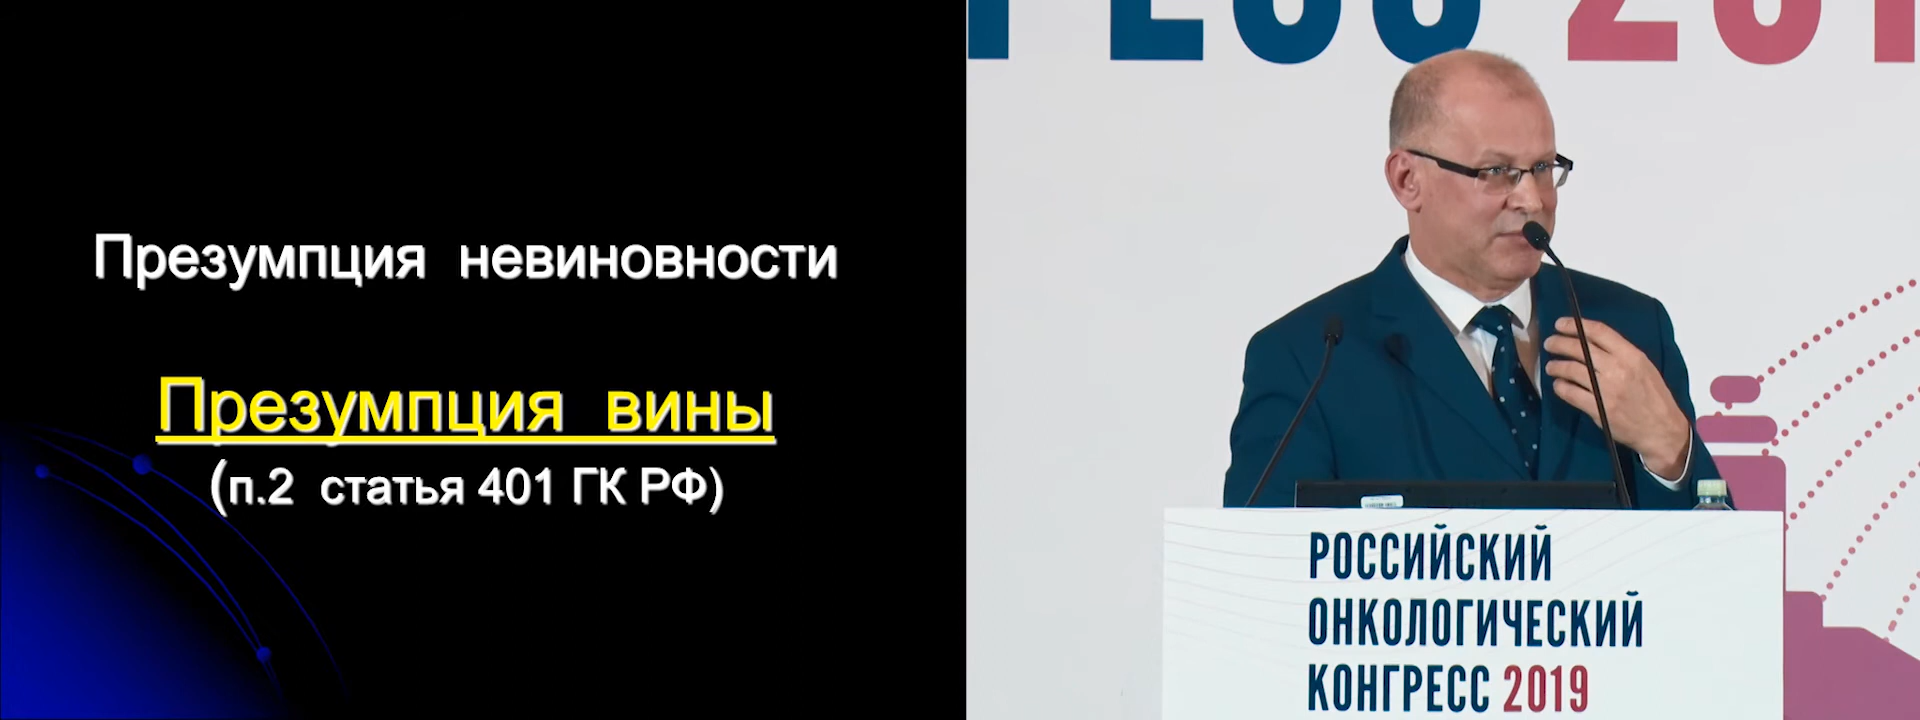 Презумпция невиновности
Презумпция вины
(п.2 статья 401 ГК РФ)
РОССИЙСКИЙ
ОНКОЛОГИЧЕСКИЙ
КОНГРЕСС 2019